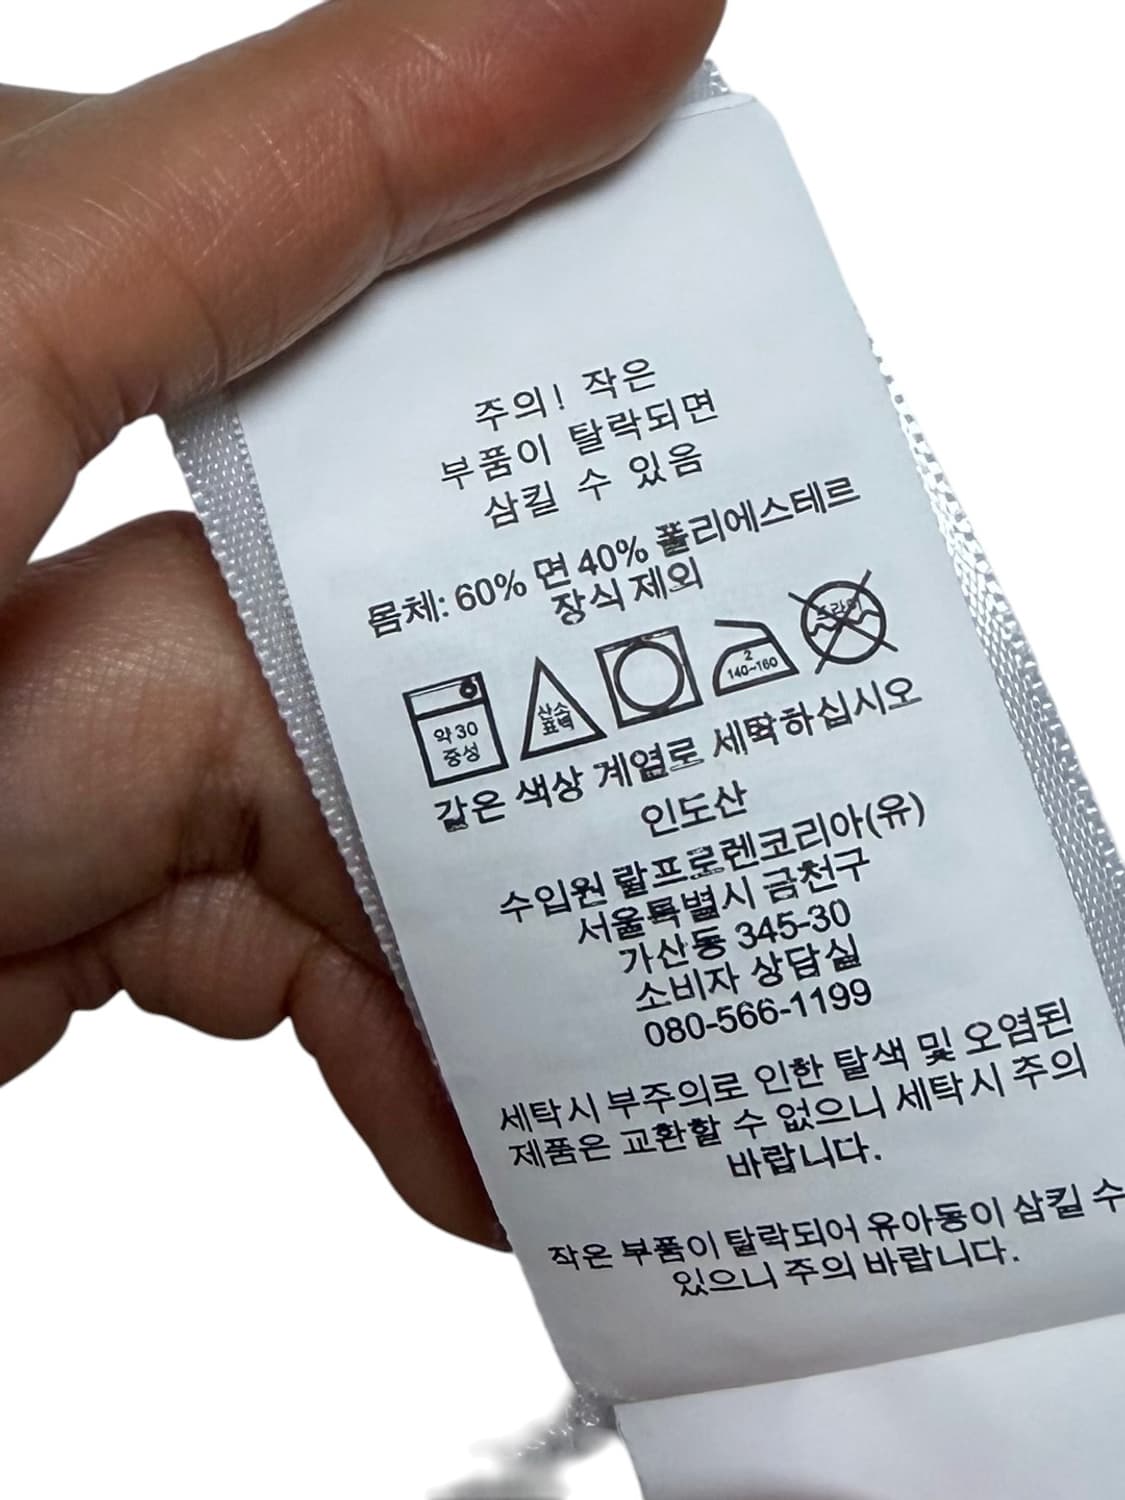 주의! 작은
부품이 탈락되면
삼킬 수 있음
몸체: 60% 면 40% 폴리에스테르
장식 제외
약 30
중성
산소
표백
2
140~160
드라이
같은 색상 계열로 세탁하십시오
인도산
수입원 랄프로렌코리아(유)
서울특별시 금천구
가산동 345-30
소비자 상담실
080-566-1199
세탁시 부주의로 인한 탈색 및 오염된
제품은 교환할 수 없으니 세탁시 주의
바랍니다.
작은 부품이 탈락되어 유아동이 삼킬 수
있으니 주의 바랍니다.